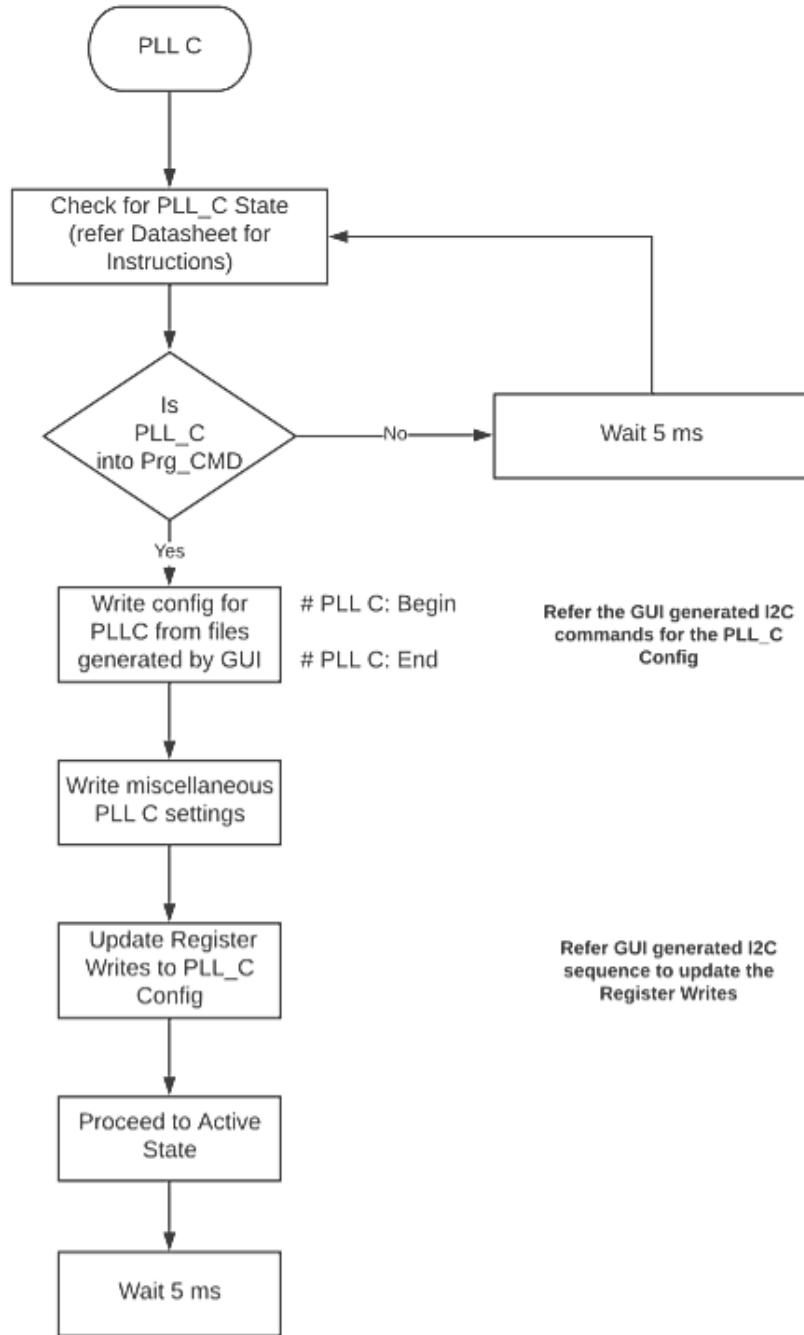 PLL C
Check for PLL_C State
(refer Datasheet for
Instructions)
Is
PLL_C
into Prg_CMD
No
Wait 5 ms
Yes
Write config for
PLLC from files
generated by GUI
# PLL C: Begin
# PLL C: End
Refer the GUI generated I2C
commands for the PLL_C
Config
Write miscellaneous
PLL C settings
Update Register
Writes to PLL_C
Config
Refer GUI generated I2C
sequence to update the
Register Writes
Proceed to Active
State
Wait 5 ms